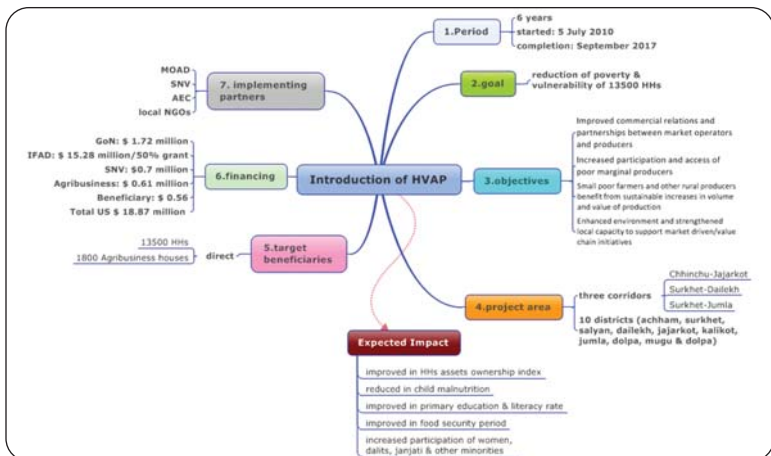 Introduction of HVAP
1.Period
6 years
started: 5 July 2010
completion: September 2017
2.goal
reduction of poverty &
vulnerability of 13500 HHs
3.objectives
Improved commercial relations and
partnerships between market operators
and producers
Increased participation and access of
poor marginal producers
Small poor farmers and other rural producers
benefit from sustainable increases in volume
and value of production
Enhanced environment and strengthened
local capacity to support market driven/value
chain initiatives
4.project area
three corridors
Chhinchu-Jajarkot
Surkhet-Dailekh
Surkhet-Jumla
10 districts (achham, surkhet,
salyan, dailekh, jajarkot, kalikot,
jumla, dolpa, mugu & dolpa)
5.target
beneficiaries
direct
13500 HHs
1800 Agribusiness houses
6.financing
GoN: $ 1.72 million
IFAD: $ 15.28 million/50% grant
SNV: $0.7 million
Agribusiness: $ 0.61 million
Beneficiary: $ 0.56
Total US $ 18.87 million
7. implementing
partners
MOAD
SNV
AEC
local NGOs
Expected Impact
improved in HHs assets ownership index
reduced in child malnutrition
improved in primary education & literacy rate
improved in food security period
increased participation of women,
dalits, janjati & other minorities